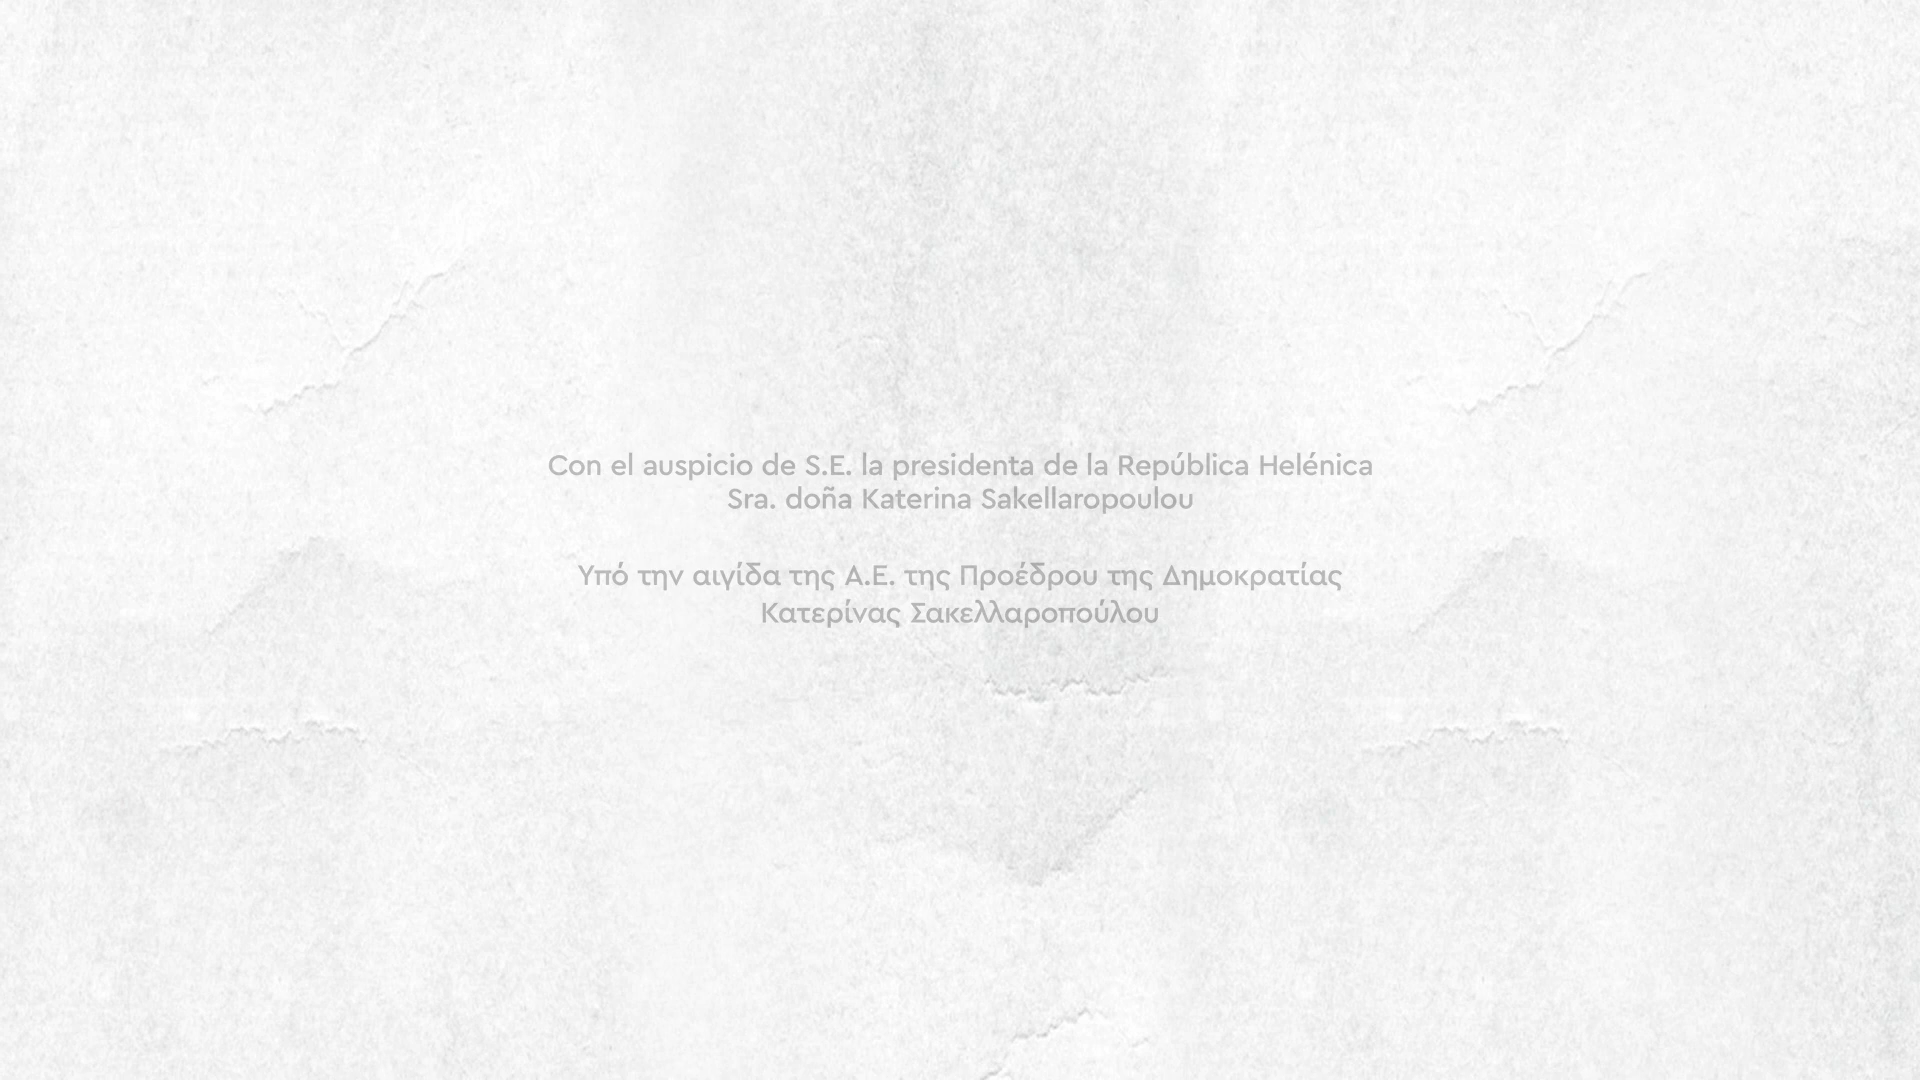 Con el auspicio de S.E. la presidenta de la República Helénica
Sra. doña Katerina Sakellaropoulou
Υπό την αιγίδα της Α.Ε. της Προέδρου της Δημοκρατίας
Κατερίνας Σακελλαροπούλου